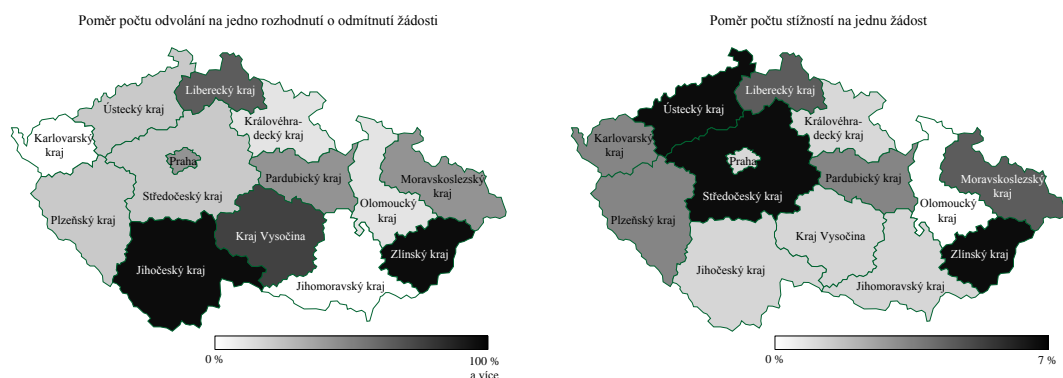 Poměr počtu odvolání na jedno rozhodnutí o odmítnutí žádosti
Liberecký kraj
Ústecký kraj
Královéhra-
decký kraj
Karlovarský
kraj
Praha
Pardubický kraj
Moravskoslezský
kraj
Středočeský kraj
Olomoucký
kraj
Plzeňský kraj
Kraj Vysočina
Zlínský kraj
Jihočeský kraj
Jihomoravský kraj
0 %
100 %
a více
Poměr počtu stížností na jednu žádost
Liberecký kraj
Ústecký kraj
Královéhra-
decký kraj
Karlovarský
kraj
Praha
Pardubický kraj
Moravskoslezský
kraj
Středočeský kraj
Olomoucký
kraj
Plzeňský kraj
Kraj Vysočina
Zlínský kraj
Jihočeský kraj
Jihomoravský kraj
0 %
7 %